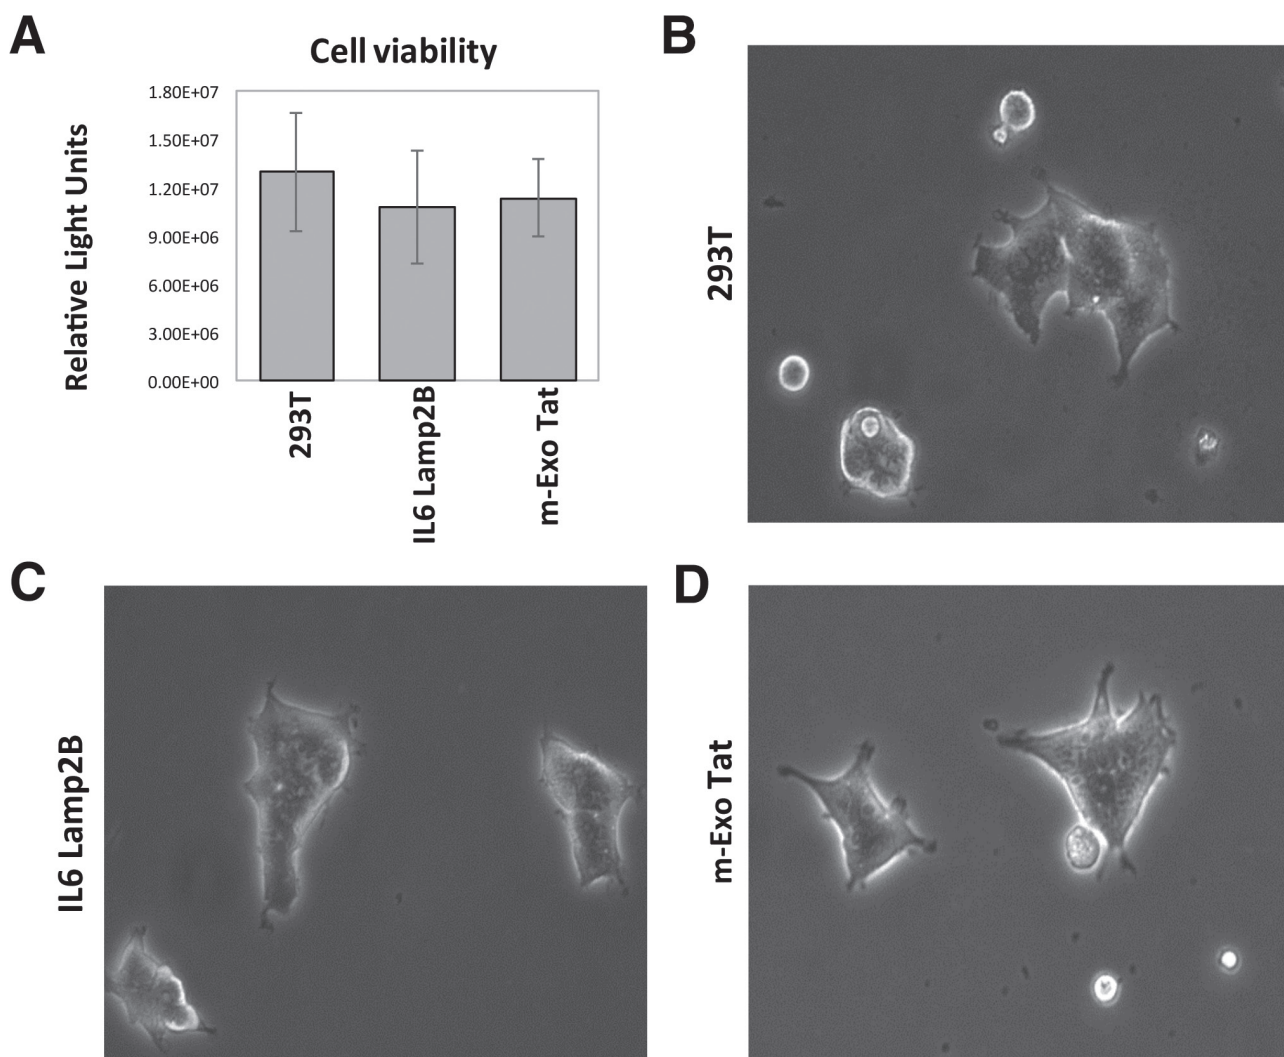 A
Cell viability
Relative Light Units
1.80E+07
1.50E+07
1.20E+07
9.00E+06
6.00E+06
3.00E+06
0.00E+00
293T
IL6 Lamp2B
m-Exo Tat
B
293T
C
IL6 Lamp2B
D
m-Exo Tat